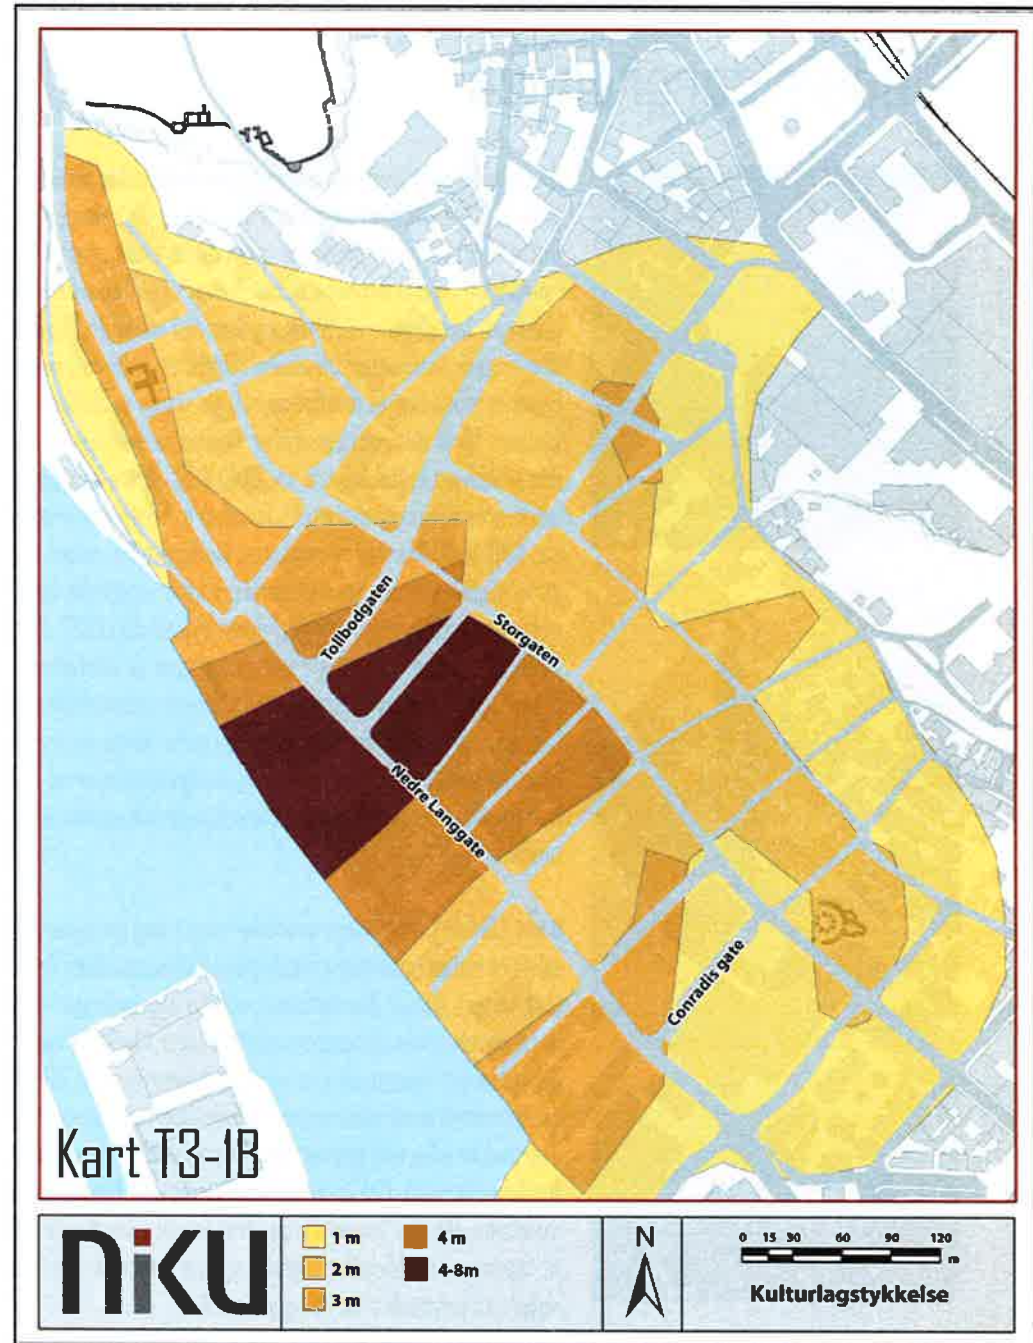 Tollbodgaten
Storgaten
Nedre Langgate
Conradis gate
Kart T3-1B
niku
1 m
2 m
3 m
4 m
4-8m
N
0 15 30 60 90 120
m
Kulturlagstykkelse